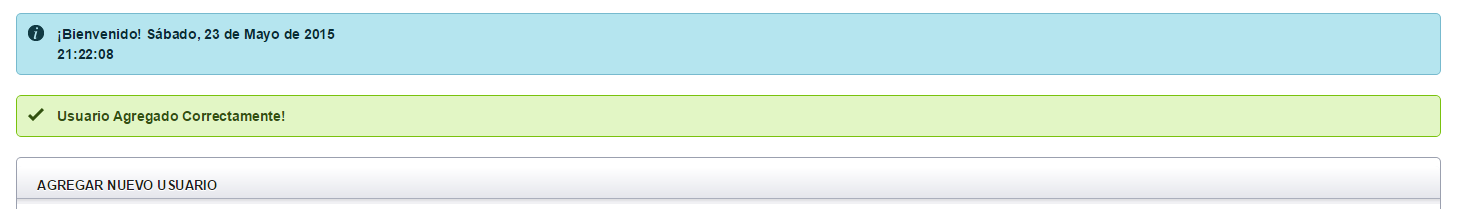 ¡Bienvenido! Sábado, 23 de Mayo de 2015
21:22:08
Usuario Agregado Correctamente!
AGREGAR NUEVO USUARIO